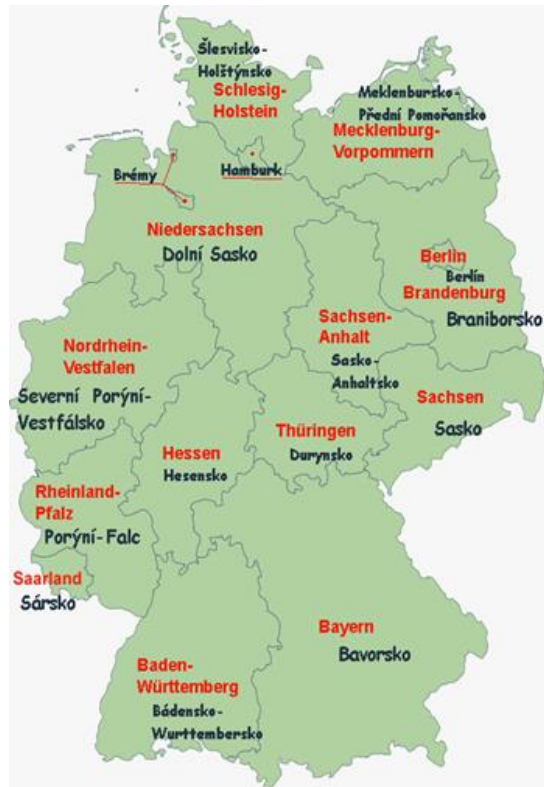 Šlesvisko-
Holštýnsko
Schlesig-
Holstein
Meklenbursko-
Přední Pomořansko
Mecklenburg-
Vorpommern
Brémy
Hamburk
Niedersachsen
Dolní Sasko
Berlin
Berlín
Brandenburg
Braniborsko
Sachsen-
Anhalt
Sasko-
Anhaltsko
Nordrhein-
Vestfalen
Severní Porýní-
Vestfálsko
Sachsen
Sasko
Thüringen
Durynsko
Hessen
Hesensko
Rheinland-
Pfalz
Porýní-Falc
Saarland
Sársko
Bayern
Bavorsko
Baden-
Württemberg
Bádensko-
Wurttembersko